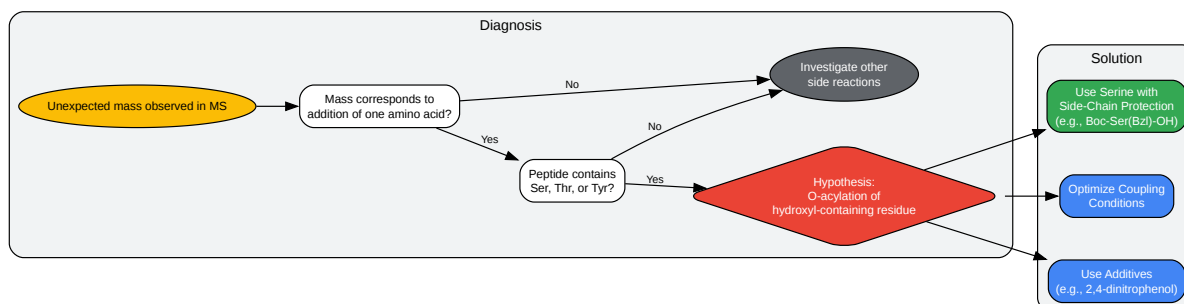 Diagnosis
Unexpected mass observed in MS
Mass corresponds to
addition of one amino acid?
No
Yes
Investigate other
side reactions
No
Peptide contains
Ser, Thr, or Tyr?
Yes
Hypothesis:
O-acylation of
hydroxyl-containing residue
Solution
Use Serine with
Side-Chain Protection
(e.g., Boc-Ser(Bzl)-OH)
Optimize Coupling
Conditions
Use Additives
(e.g., 2,4-dinitrophenol)